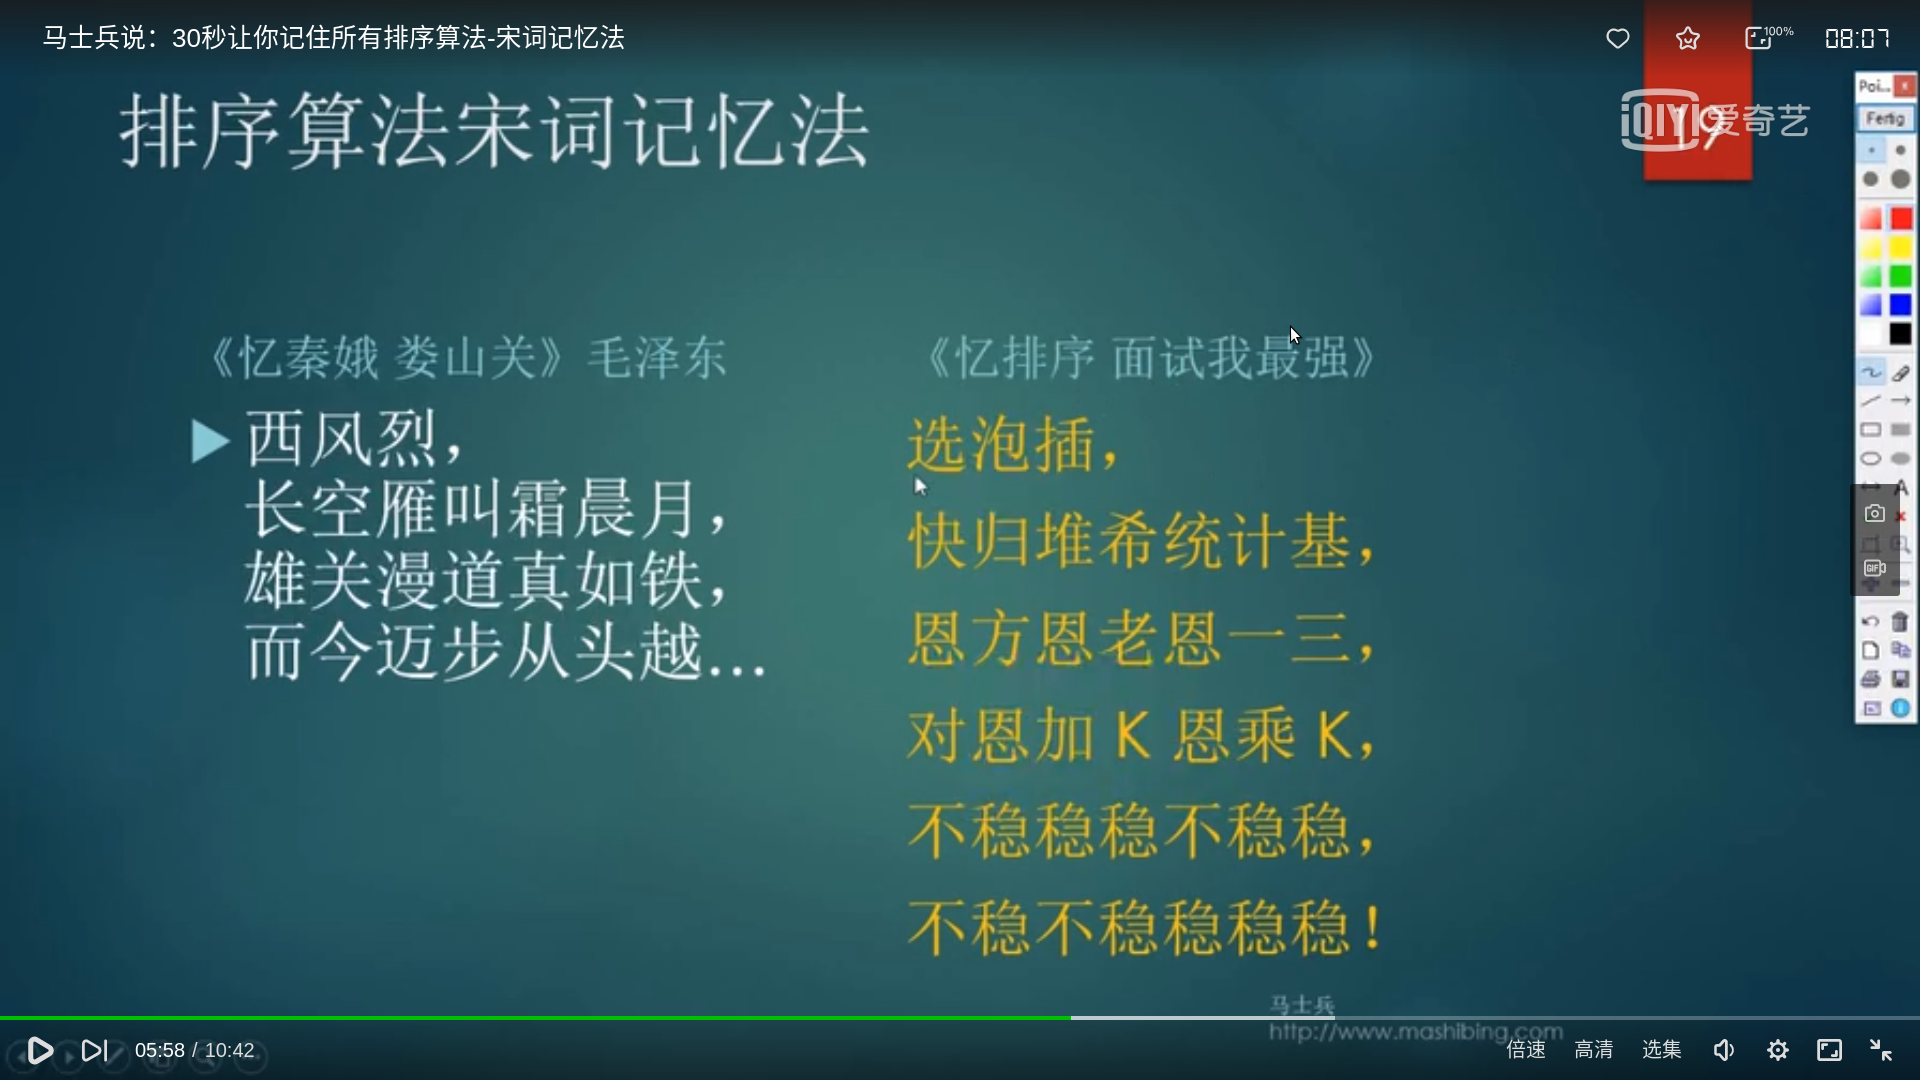 马士兵说：30秒让你记住所有排序算法-宋词记忆法
100%
08:07
排序算法宋词记忆法
19
iQIYI 爱奇艺
Poi...
Fertig
《忆秦娥 娄山关》毛泽东
西风烈，
长空雁叫霜晨月，
雄关漫道真如铁，
而今迈步从头越…
《忆排序 面试我最强》
选泡插，
快归堆希统计基，
恩方恩老恩一三，
对恩加 K 恩乘 K，
不稳稳稳不稳稳，
不稳不稳稳稳稳！
A
GIF
马士兵
http://www.mashibing.com
05:58 / 10:42
倍速
高清
选集